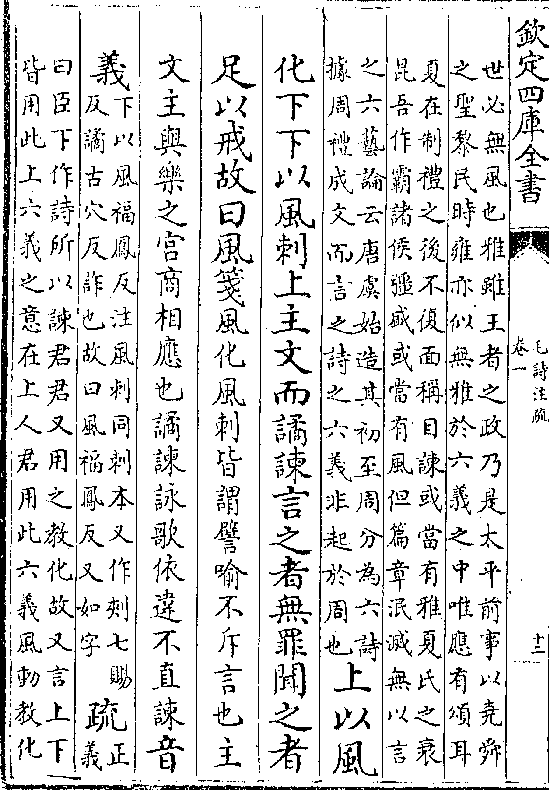 欽定四庫全書
毛詩注疏
卷一
十三
世必無風也雅雖王者之政乃是太平前事以堯舜
之聖黎民時雍亦似無雅於六義之中唯應有頌耳
夏在制禮之後不復面稱目諫或當有雅夏氏之衰
昆吾作霸諸侯彊盛或當有風但篇章泯滅無以言
之六藝論云唐虞始造其初至周分為六詩
據周禮成文而言之詩之六義非起於周也
上以風
化下下以風刺上主文而譎諫言之者無罪聞之者
足以戒故曰風箋風化風刺皆謂譬喻不斥言也主
文主與樂之宮商相應也譎諫詠歌依違不直諫音
義
下以風福鳳反注風刺同刺本又作刾七賜
反譎古穴反詐也故曰風福鳳反又如字
疏
正
義
曰臣下作詩所以諫君君又用之教化故又言上下
皆用此上六義之意在上人君用此六義風動教化